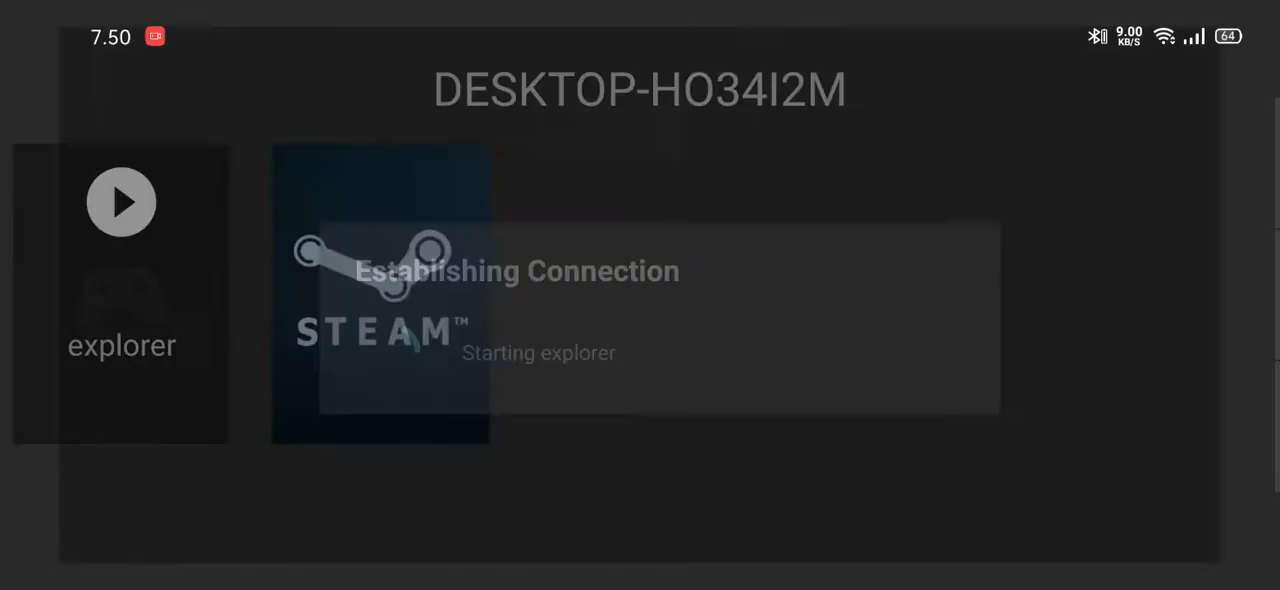 7.50
9.00
KB/S
64
DESKTOP-HO34I2M
explorer
STEAM™
Establishing Connection
Starting explorer